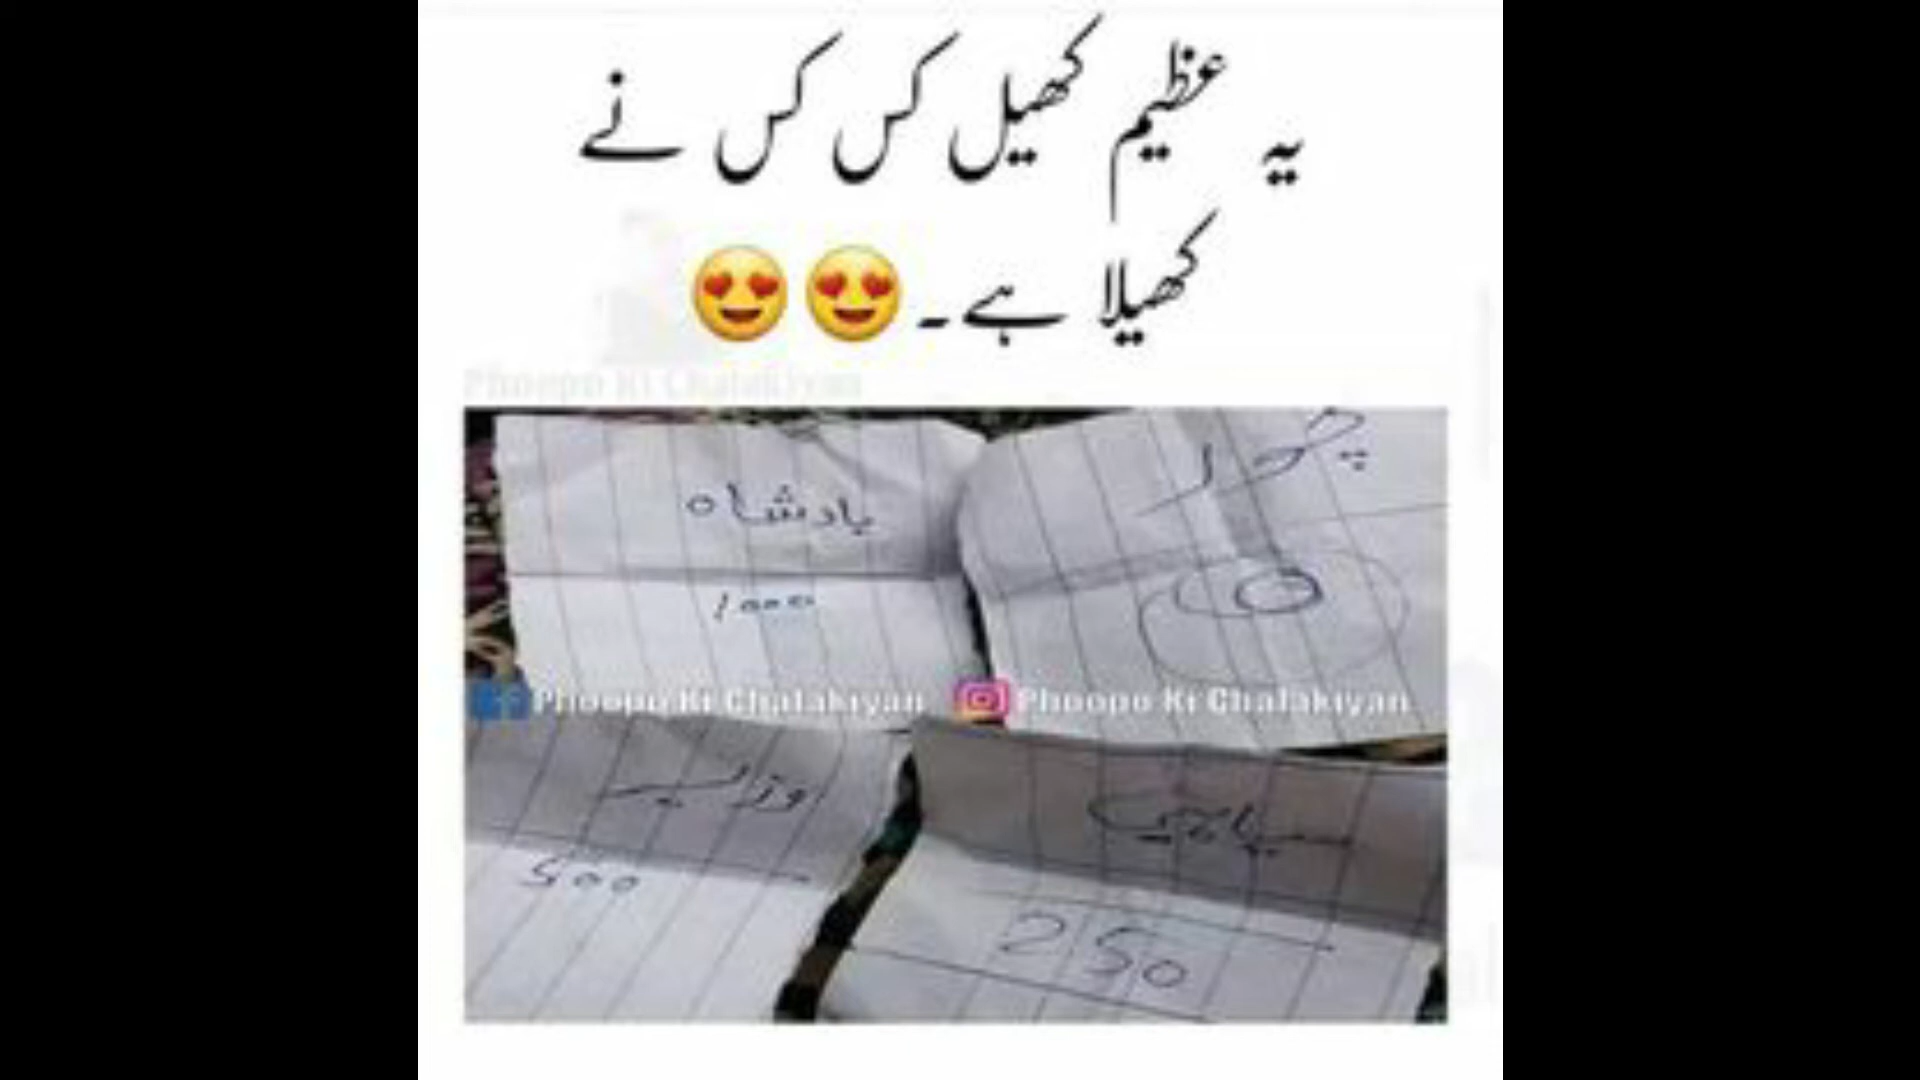 یہ عظیم کھیل کس کس نے
کھیلا ہے۔😍😍
Phoopo Ki Chalakiyan
بادشاہ
1000
چور
0
Phoopo Ki Chalakiyan
Phoopo Ki Chalakiyan
وزیر
500
سپاہی
250